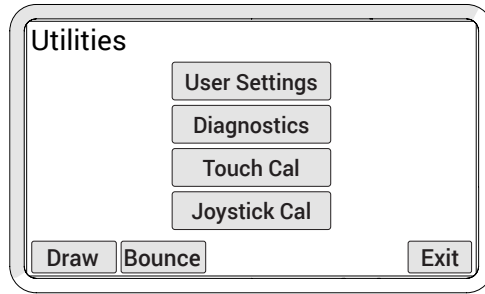 Utilities
User Settings
Diagnostics
Touch Cal
Joystick Cal
Draw Bounce Exit